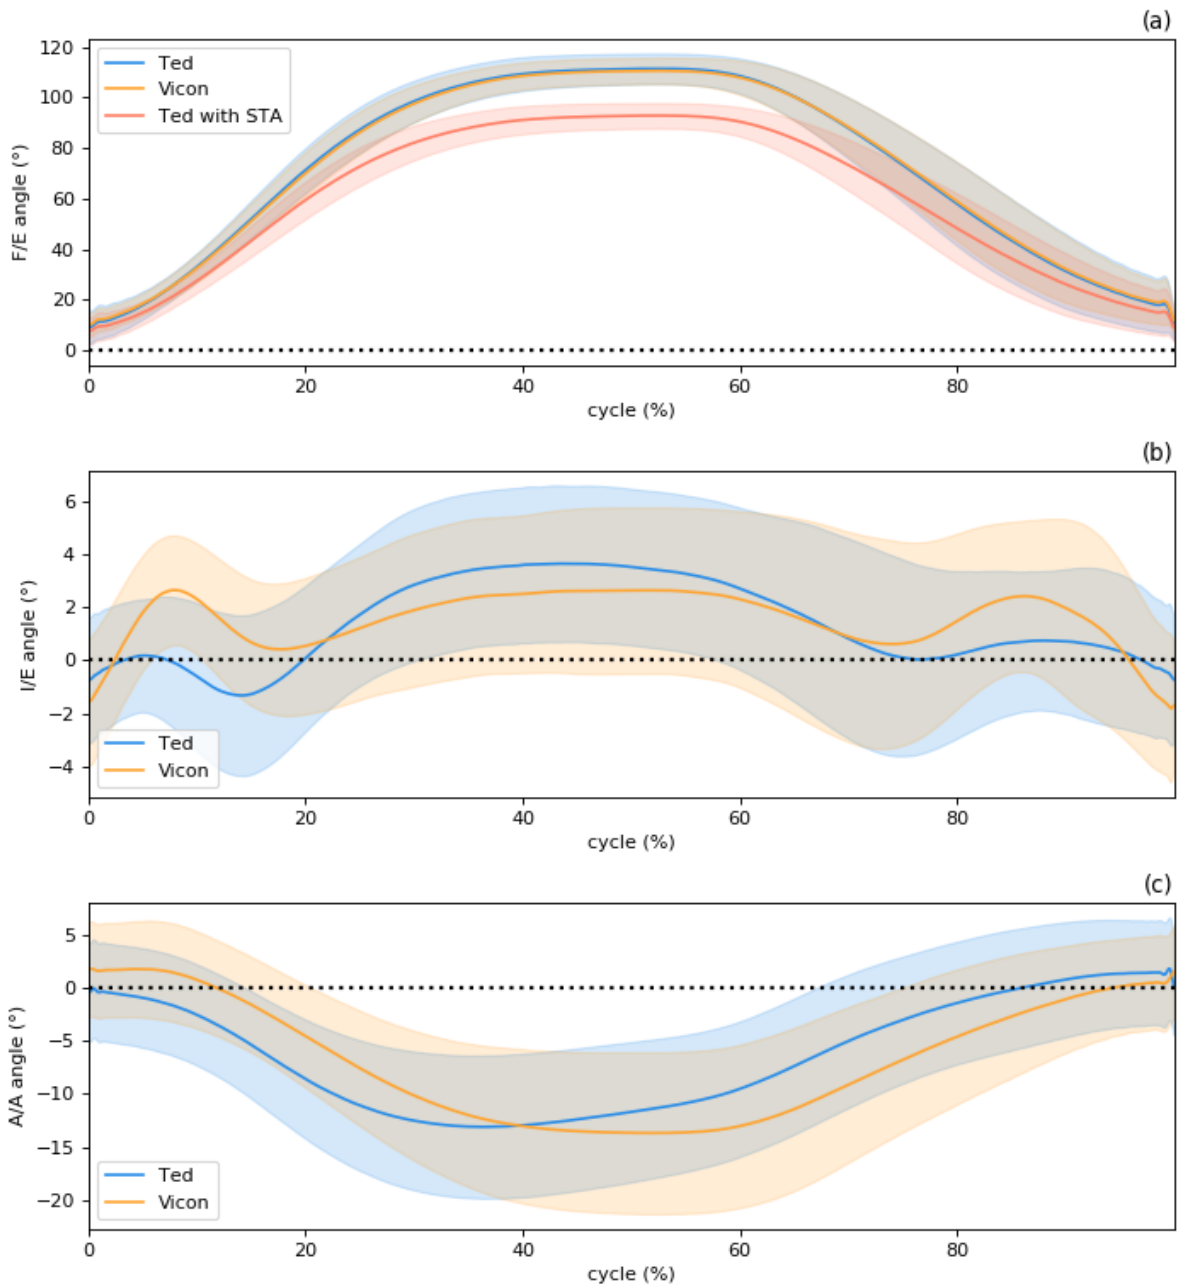 (a)
120
100
80
60
40
20
0
F/E angle (°)
Ted
Vicon
Ted with STA
0 20 40 60 80
cycle (%)
(b)
6
4
2
0
−2
−4
I/E angle (°)
Ted
Vicon
0 20 40 60 80
cycle (%)
(c)
5
0
−5
−10
−15
−20
A/A angle (°)
Ted
Vicon
0 20 40 60 80
cycle (%)